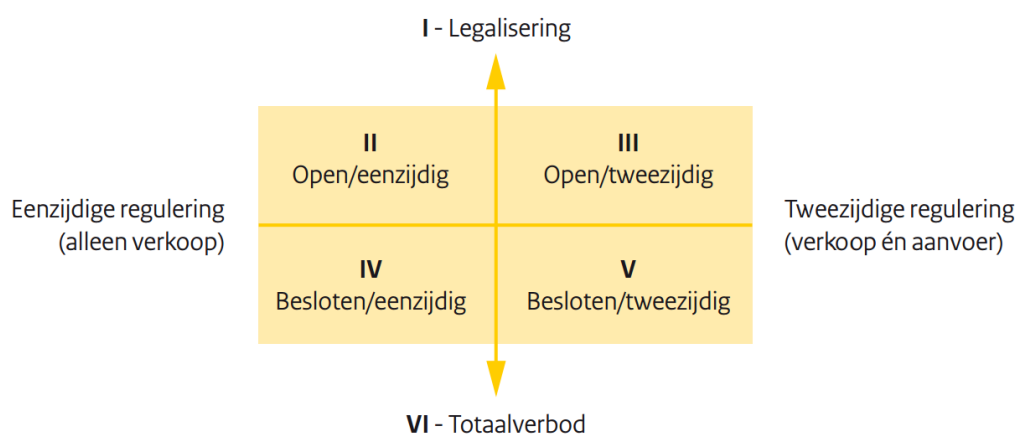 I - Legalisering
II
Open/eenzijdig
III
Open/tweezijdig
Eenzijdige regulering
(alleen verkoop)
Tweezijdige regulering
(verkoop én aanvoer)
IV
Besloten/eenzijdig
V
Besloten/tweezijdig
VI - Totaalverbod